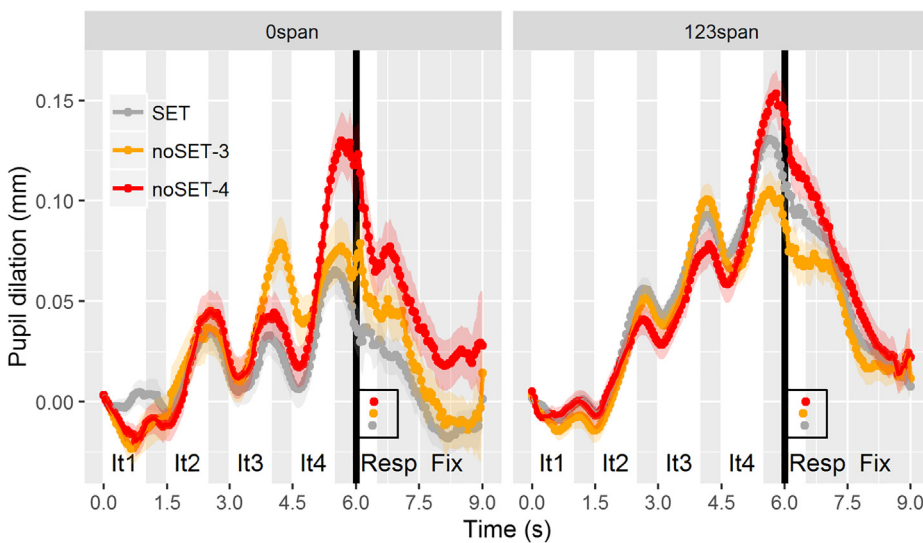 0span
123span
Pupil dilation (mm)
0.15
0.10
0.05
0.00
SET
noSET-3
noSET-4
It1 It2 It3 It4 Resp Fix
It1 It2 It3 It4 Resp Fix
0.0 1.5 3.0 4.5 6.0 7.5 9.0
0.0 1.5 3.0 4.5 6.0 7.5 9.0
Time (s)